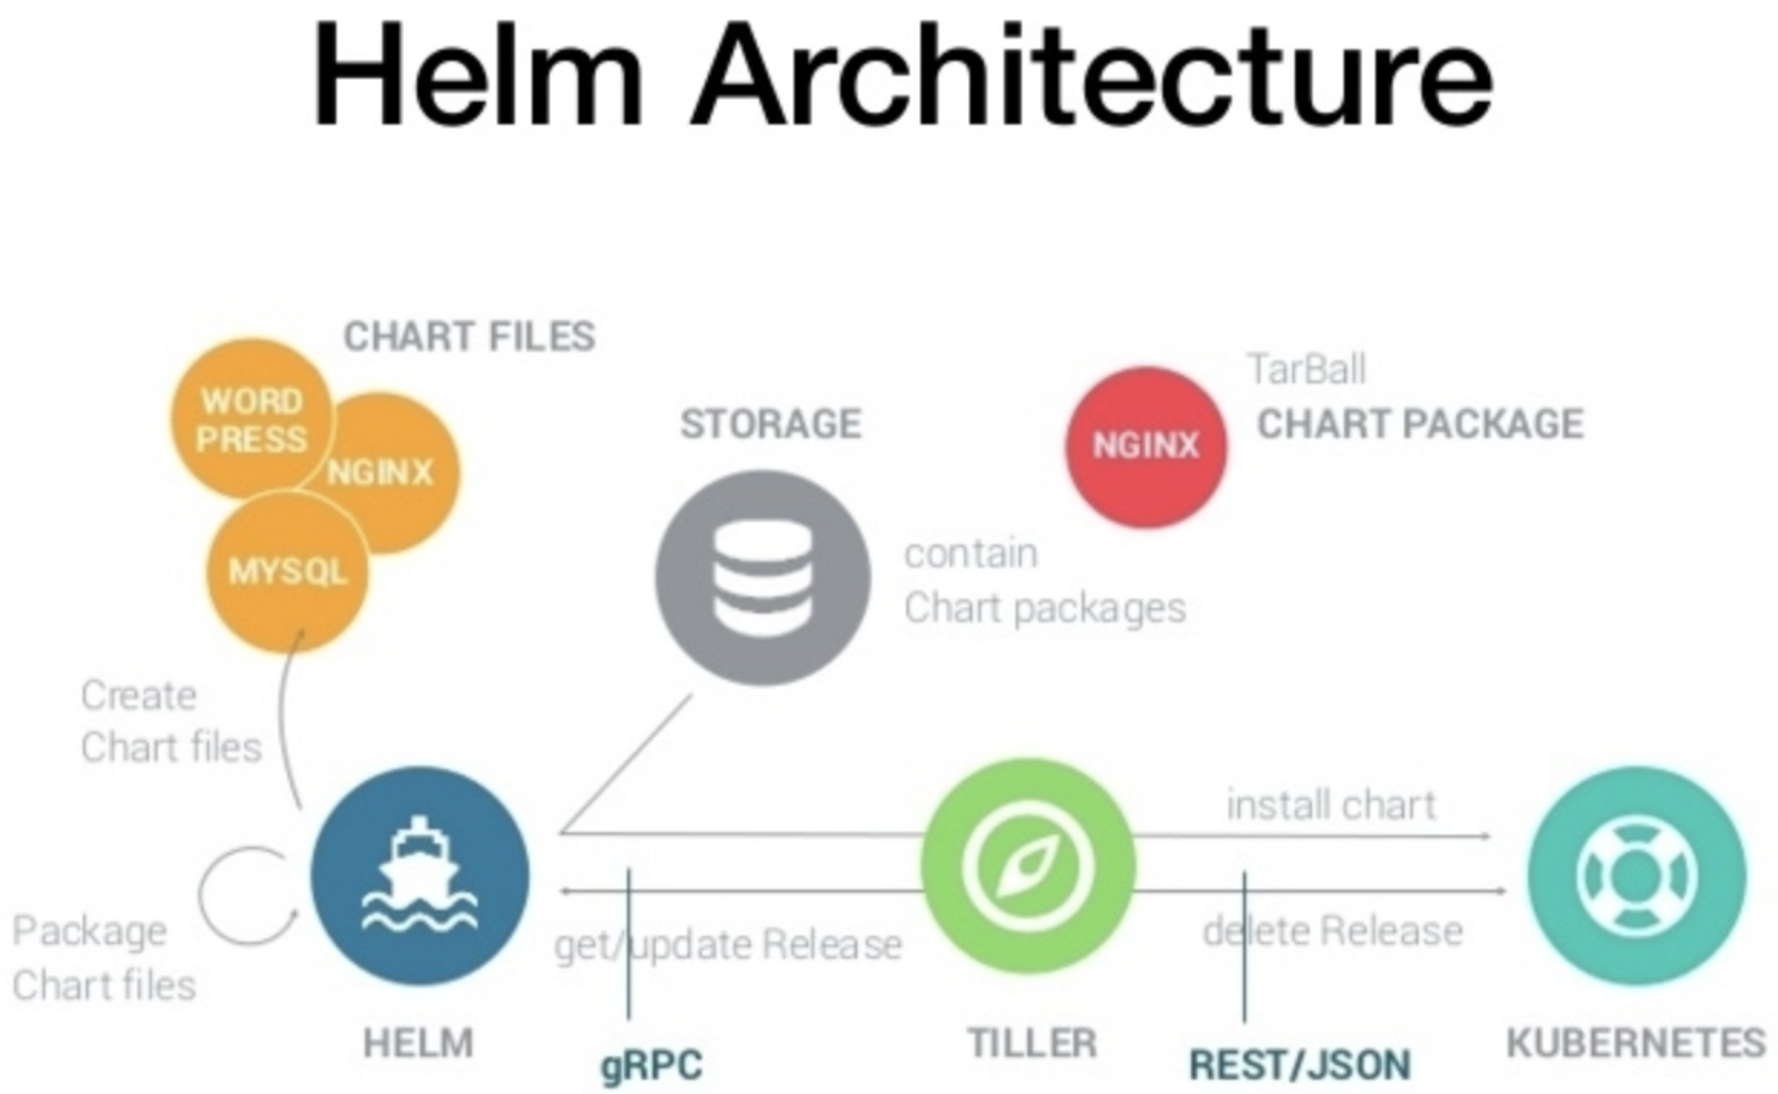 Helm Architecture
CHART FILES
WORD
PRESS
NGINX
MYSQL
STORAGE
NGINX
TarBall
CHART PACKAGE
contain
Chart packages
Create
Chart files
Package
Chart files
install chart
get/update Release
delete Release
HELM
gRPC
TILLER
REST/JSON
KUBERNETES